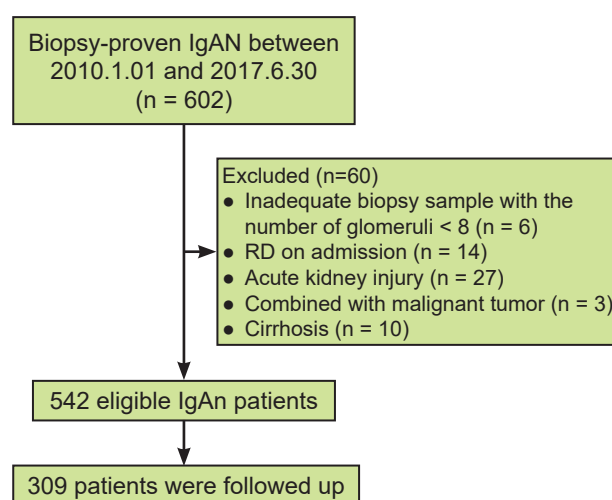 Biopsy-proven IgAN between
2010.1.01 and 2017.6.30
(n = 602)
Excluded (n=60)
● Inadequate biopsy sample with the
number of glomeruli < 8 (n = 6)
● RD on admission (n = 14)
● Acute kidney injury (n = 27)
● Combined with malignant tumor (n = 3)
● Cirrhosis (n = 10)
542 eligible IgAn patients
309 patients were followed up